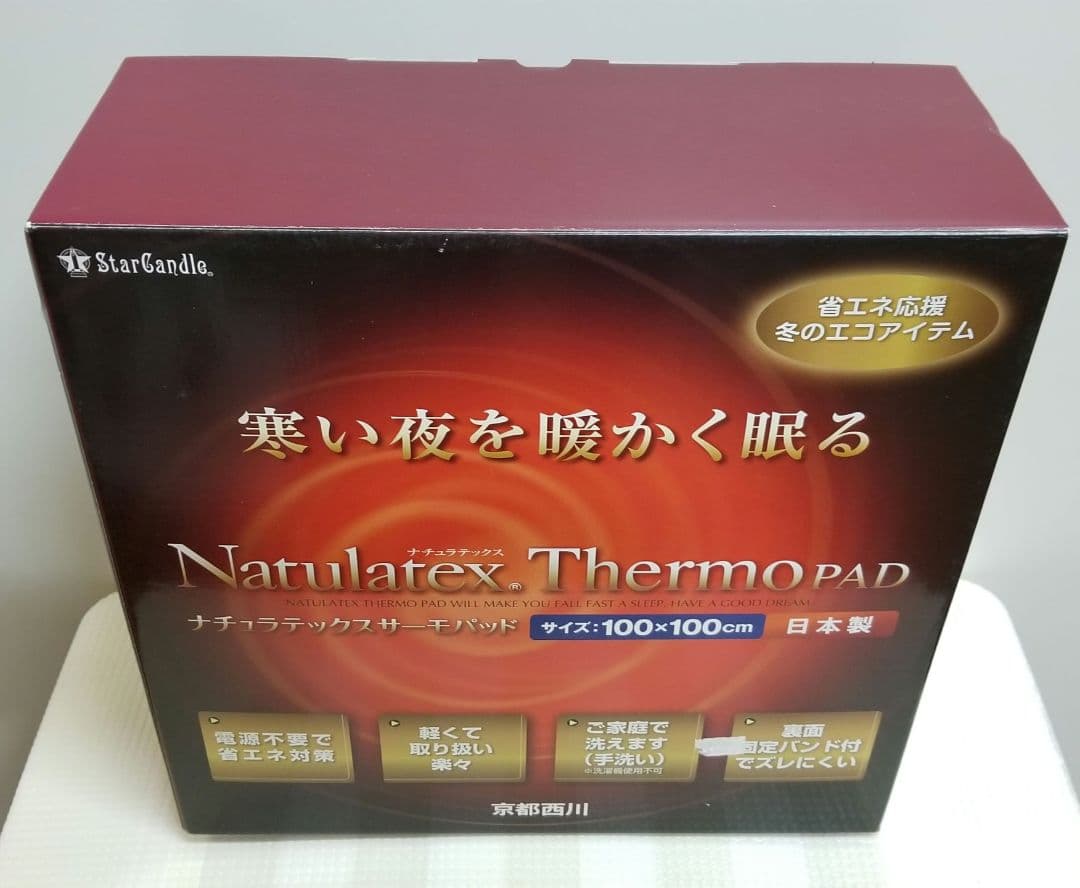 StarCandle®
省エネ応援
冬のエコアイテム
寒い夜を暖かく眠る
ナチュラテックス
Natulatex® Thermo PAD
NATULATEX THERMO PAD WILL MAKE YOU FALL FAST A SLEEP. HAVE A GOOD DREAM
ナチュラテックスサーモパッド サイズ:100×100cm 日本製
電源不要で
省エネ対策
軽くて
取り扱い
楽々
ご家庭で
洗えます
(手洗い)
※洗濯機使用不可
裏面
固定バンド付
でズレにくい
京都西川